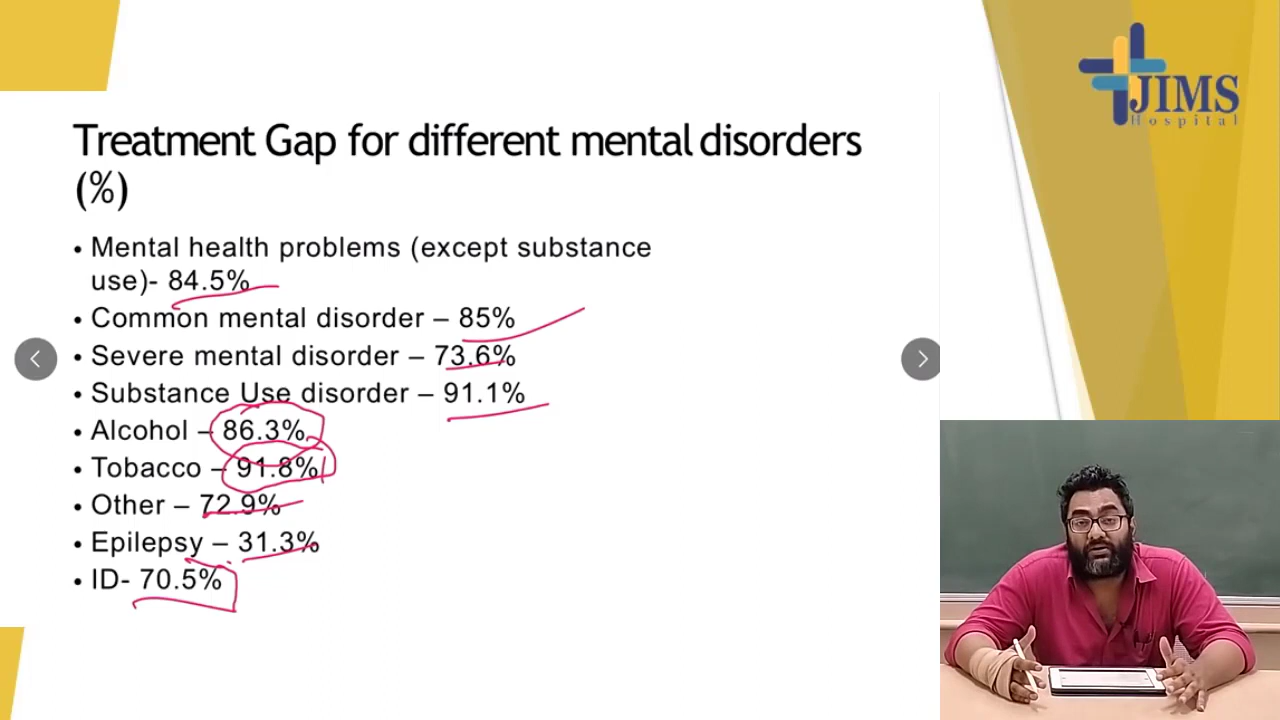 JIMS
Hospital
Treatment Gap for different mental disorders
(%)
• Mental health problems (except substance
use)- 84.5%
• Common mental disorder – 85%
• Severe mental disorder – 73.6%
• Substance Use disorder – 91.1%
• Alcohol – 86.3%
• Tobacco – 91.8%
• Other – 72.9%
• Epilepsy – 31.3%
• ID- 70.5%